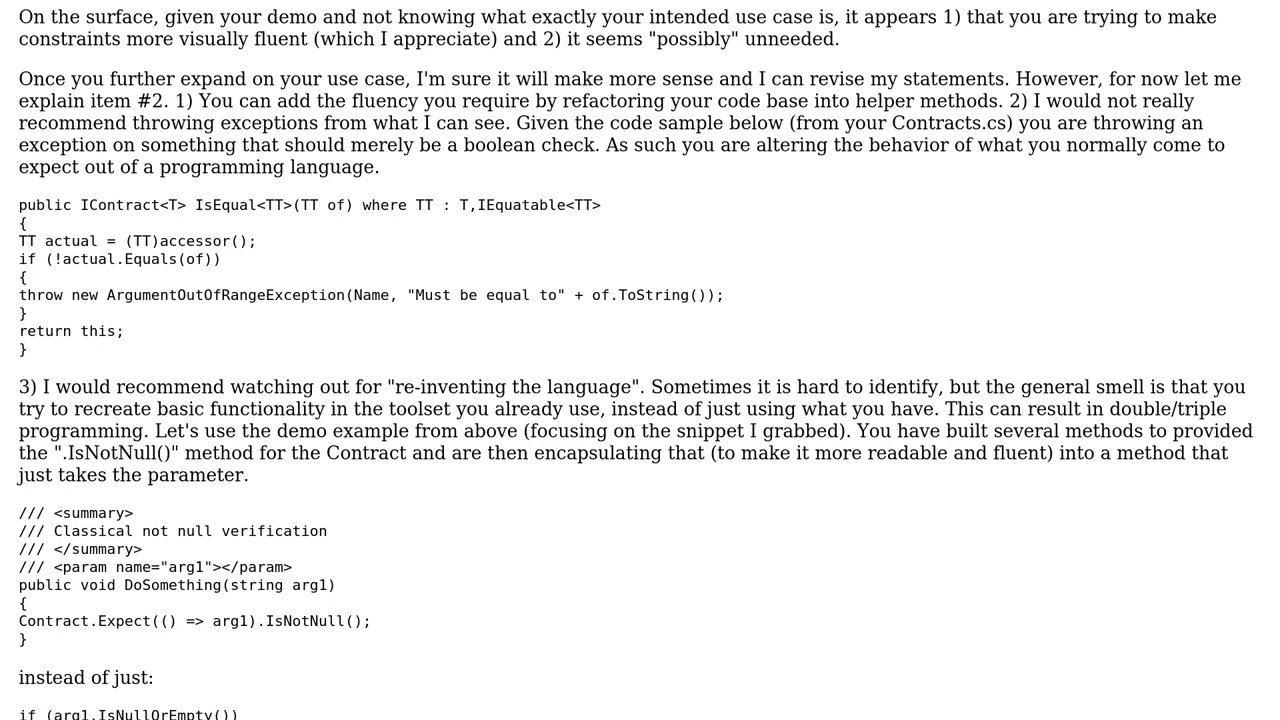 On the surface, given your demo and not knowing what exactly your intended use case is, it appears 1) that you are trying to make
constraints more visually fluent (which I appreciate) and 2) it seems "possibly" unneeded.
Once you further expand on your use case, I'm sure it will make more sense and I can revise my statements. However, for now let me
explain item #2. 1) You can add the fluency you require by refactoring your code base into helper methods. 2) I would not really
recommend throwing exceptions from what I can see. Given the code sample below (from your Contracts.cs) you are throwing an
exception on something that should merely be a boolean check. As such you are altering the behavior of what you normally come to
expect out of a programming language.
public IContract<T> IsEqual<TT>(TT of) where TT : T,IEquatable<TT>
{
TT actual = (TT)accessor();
if (!actual.Equals(of))
{
throw new ArgumentOutOfRangeException(Name, "Must be equal to" + of.ToString());
}
return this;
}
3) I would recommend watching out for "re-inventing the language". Sometimes it is hard to identify, but the general smell is that you
try to recreate basic functionality in the toolset you already use, instead of just using what you have. This can result in double/triple
programming. Let's use the demo example from above (focusing on the snippet I grabbed). You have built several methods to provided
the ".IsNotNull()" method for the Contract and are then encapsulating that (to make it more readable and fluent) into a method that
just takes the parameter.
/// <summary>
/// Classical not null verification
/// </summary>
/// <param name="arg1"></param>
public void DoSomething(string arg1)
{
Contract.Expect(() => arg1).IsNotNull();
}
instead of just:
if (arg1.IsNullOrEmpty())